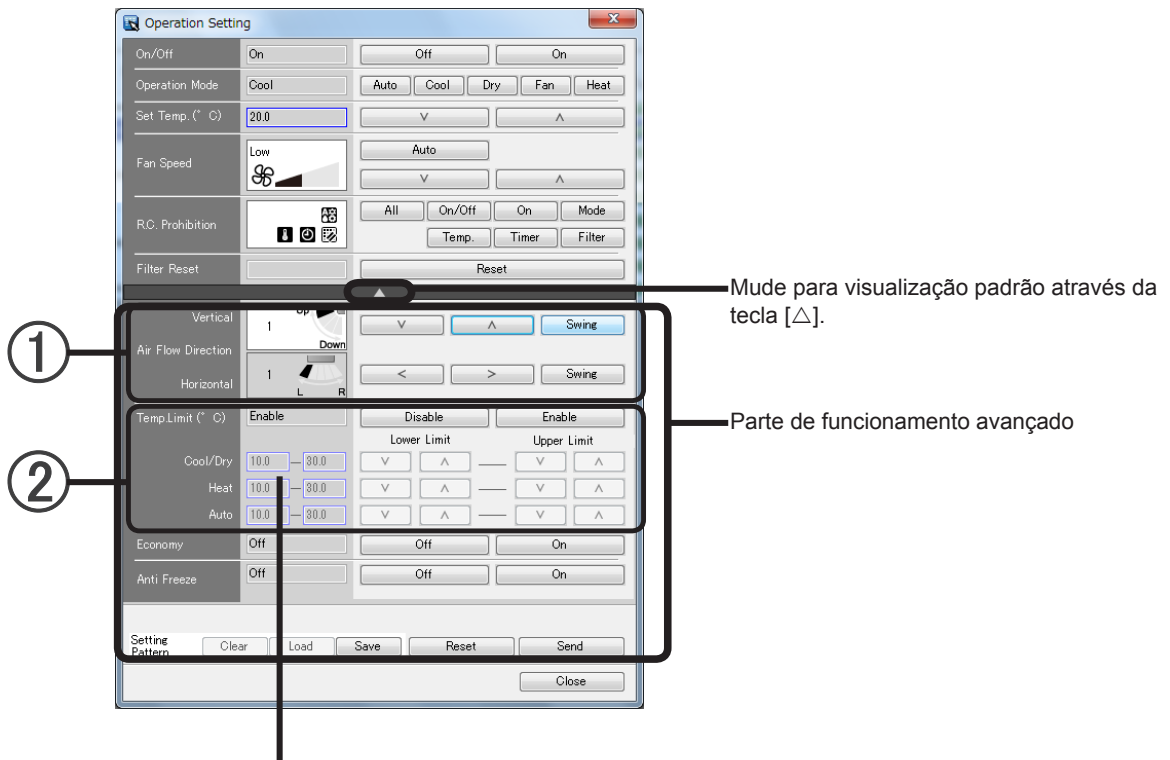 Operation Setting
On/Off On Off On
Operation Mode Cool Auto Cool Dry Fan Heat
Set Temp.(° C) 20.0 ∨ ∧
Fan Speed Low Auto
∨ ∧
R.C. Prohibition All On/Off On Mode
Temp. Timer Filter
Filter Reset Reset
Mude para visualização padrão através da
tecla [△].
① Vertical 1 Up Down ∨ ∧ Swing
Air Flow Direction
Horizontal 1 L R < > Swing
Parte de funcionamento avançado
② Temp.Limit (° C) Enable Disable Enable
Lower Limit Upper Limit
Cool/Dry 10.0 — 30.0 ∨ ∧ — ∨ ∧
Heat 10.0 — 30.0 ∨ ∧ — ∨ ∧
Auto 10.0 — 30.0 ∨ ∧ — ∨ ∧
Economy Off Off On
Anti Freeze Off Off On
Setting
Pattern Clear Load Save Reset Send
Close